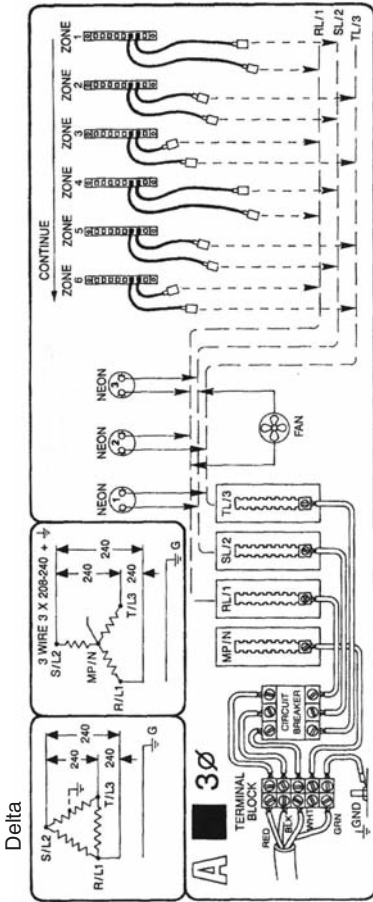 Delta
S/L2
240
240
240
R/L1
T/L3
G
3 WIRE 3 X 208-240 +
S/L2
240
240
240
MP/N
R/L1
T/L3
G
A
3Ø
TERMINAL
BLOCK
RED
BLK
WHT
GRN
GND
CIRCUIT
BREAKER
MP/N
RL/1
SL/2
TL/3
NEON
1
NEON
2
NEON
3
FAN
CONTINUE
ZONE
6
ZONE
5
ZONE
4
ZONE
3
ZONE
2
ZONE
1
RL/1
SL/2
TL/3